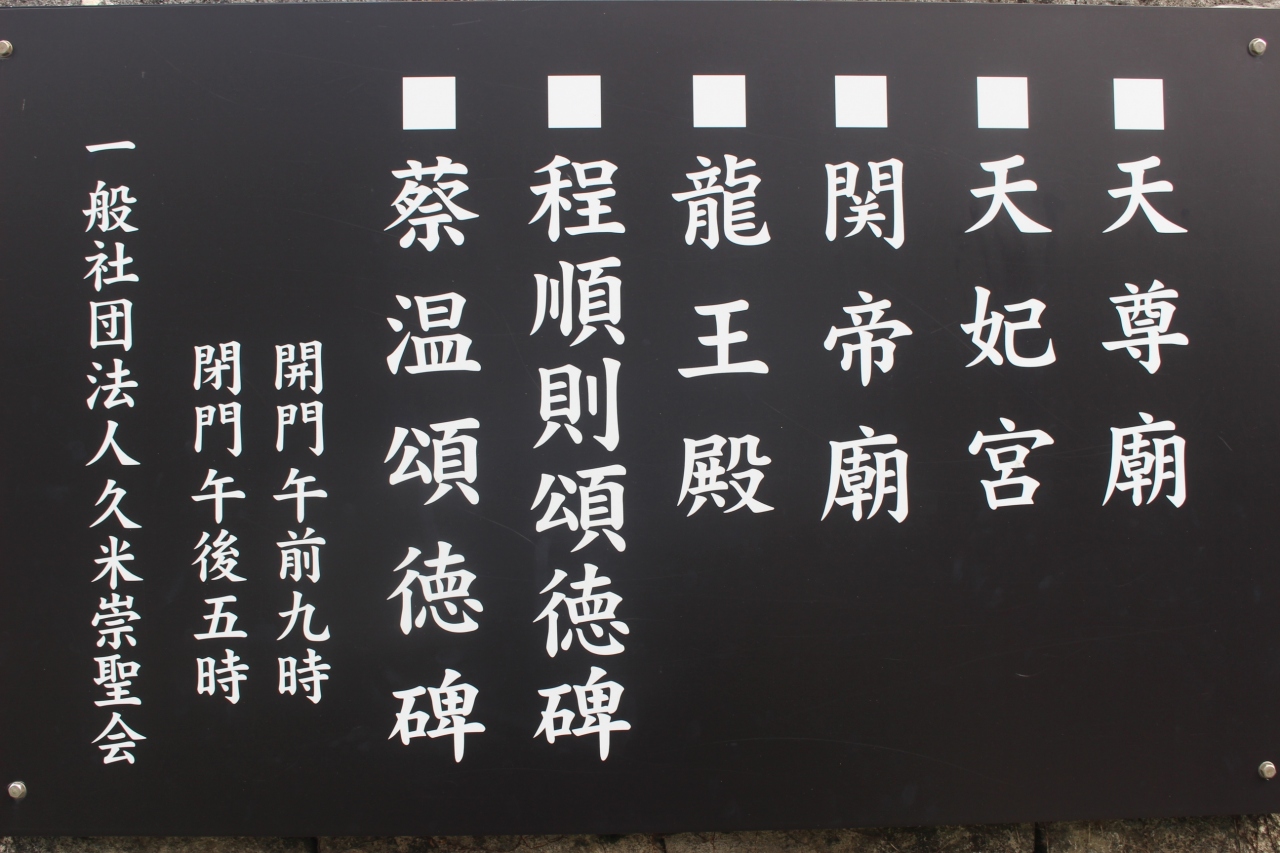 ■天尊廟
■天妃宮
■関帝廟
■龍王殿
■程順則頌徳碑
■蔡温頌徳碑
開門午前九時
閉門午後五時
一般社団法人久米崇聖会